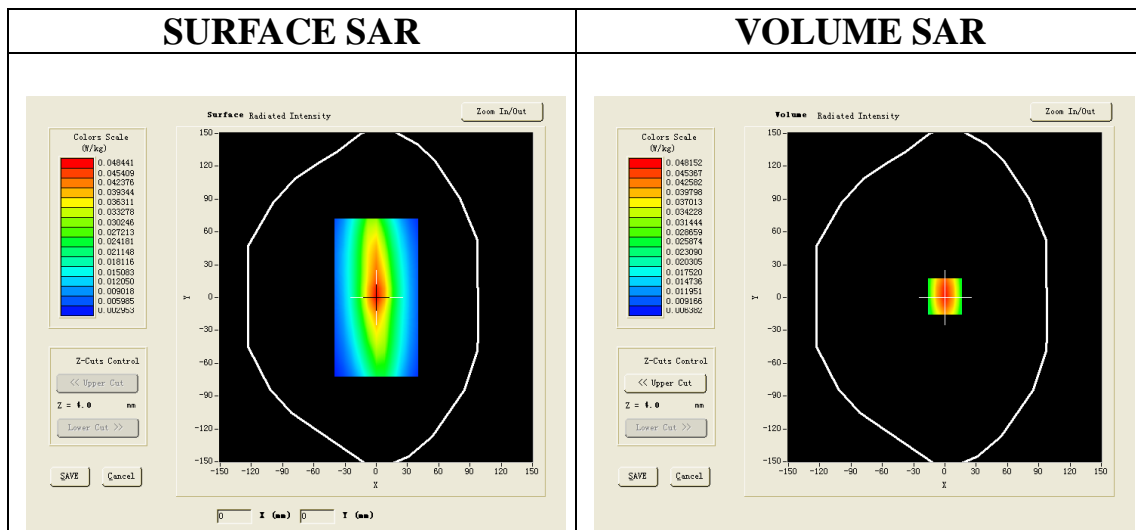 SURFACE SAR
VOLUME SAR
Surface Radiated Intensity
Zoom In/Out
Colors Scale
(W/kg)
0.048441
0.045409
0.042376
0.039344
0.036311
0.033278
0.030246
0.027213
0.024181
0.021148
0.018116
0.015083
0.012050
0.009018
0.005985
0.002953
150
120
90
60
30
0
-30
-60
-90
-120
-150
Y
-150 -120 -90 -60 -30 0 30 60 90 120 150
X
Z-Cuts Control
<< Upper Cut
Z = 4.0 mm
Lower Cut >>
SAVE Cancel
0 X (mm) 0 Y (mm)
Volume Radiated Intensity
Zoom In/Out
Colors Scale
(W/kg)
0.048152
0.045367
0.042582
0.039798
0.037013
0.034228
0.031444
0.028659
0.025874
0.023090
0.020305
0.017520
0.014736
0.011951
0.009166
0.006382
150
120
90
60
30
0
-30
-60
-90
-120
-150
Y
-150 -120 -90 -60 -30 0 30 60 90 120 150
X
Z-Cuts Control
<< Upper Cut
Z = 4.0 mm
Lower Cut >>
SAVE Cancel